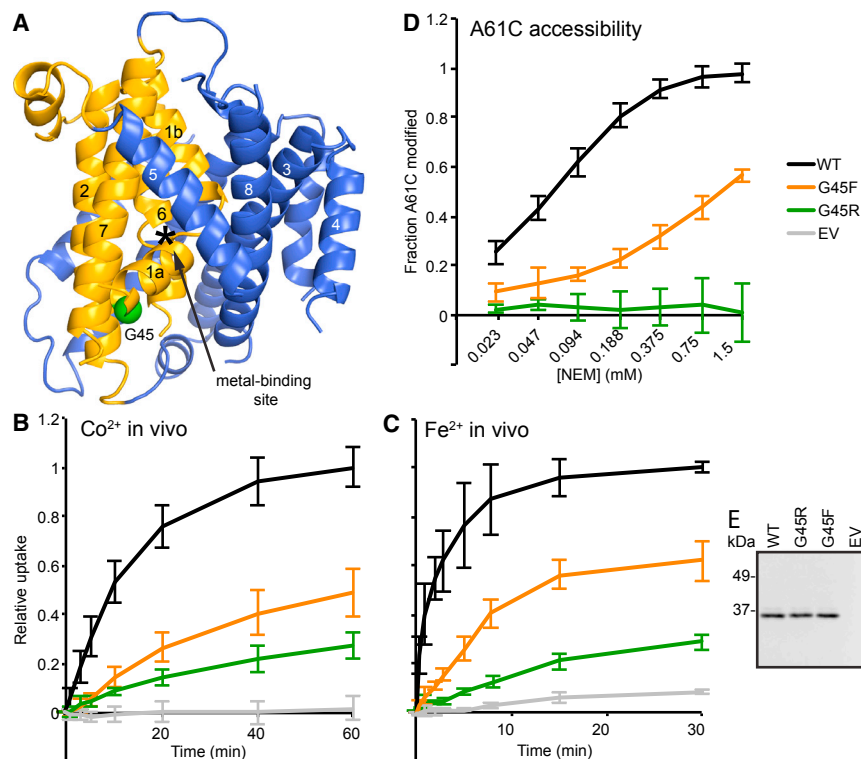 A
1b
5
3
2
8
6
4
7
1a
G45
metal-binding
site
D A61C accessibility
Fraction A61C modified
1
0.8
0.6
0.4
0.2
0
0.023
0.047
0.094
0.188
0.375
0.75
1.5
[NEM] (mM)
WT
G45F
G45R
EV
B
1.2
Co2+ in vivo
Relative uptake
1
0.8
0.6
0.4
0.2
0
20
40
60
Time (min)
C
Fe2+ in vivo
10
20
30
Time (min)
E
kDa
WT
G45R
G45F
EV
49-
37-